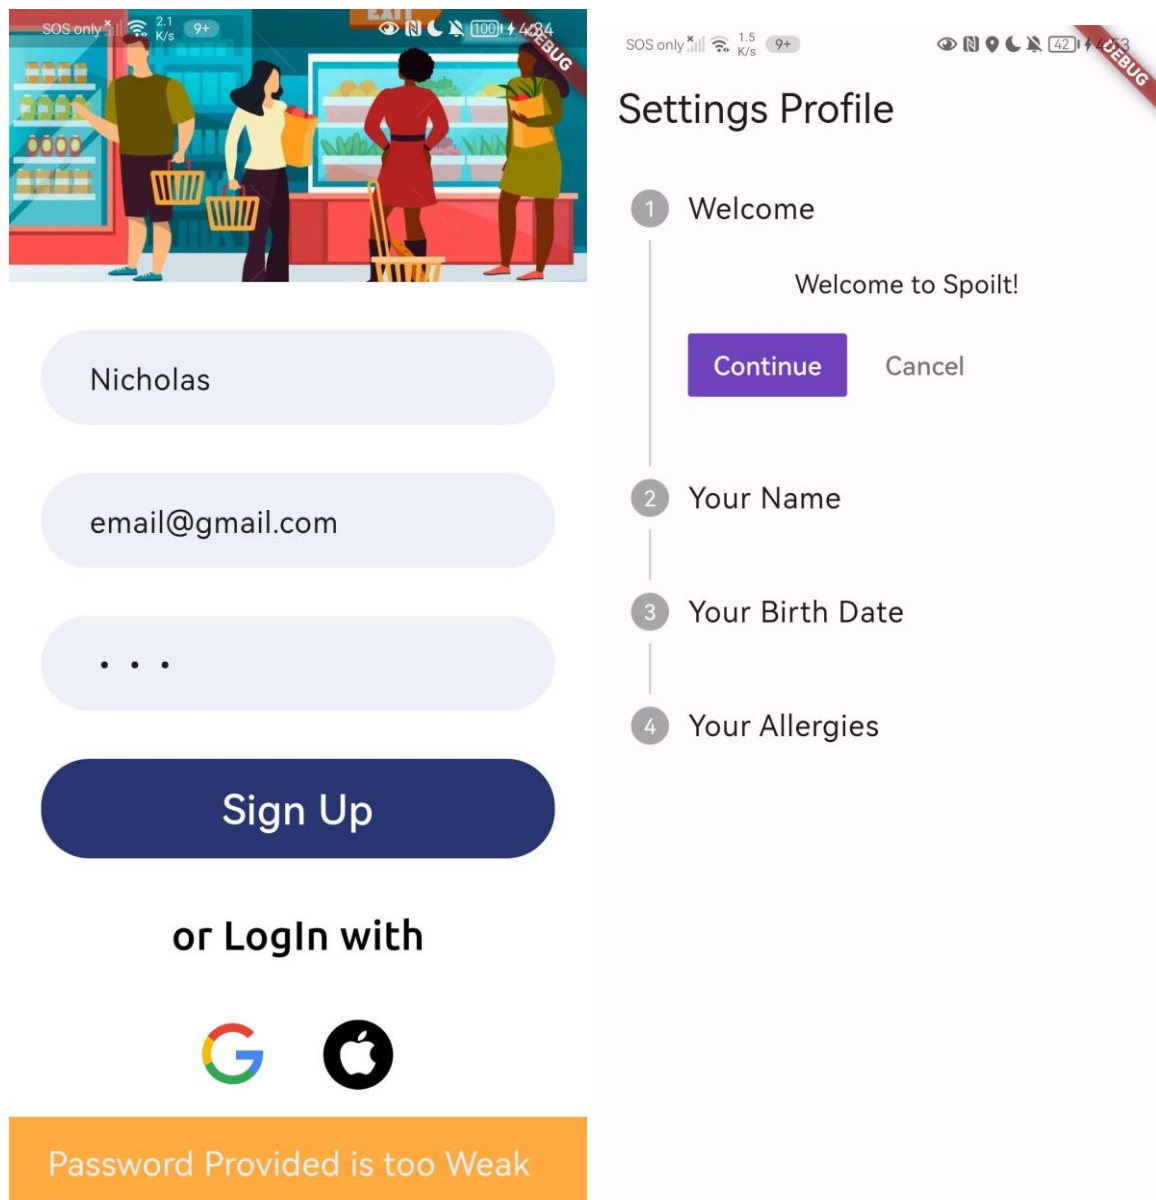 SOS only
2.1
K/s
9+
100
EXIT
DEBUG
Nicholas
email@gmail.com
Sign Up
or LogIn with
Password Provided is too Weak
SOS only
1.5
K/s
9+
42
DEBUG
Settings Profile
1 Welcome
Welcome to Spoilt!
Continue Cancel
2 Your Name
3 Your Birth Date
4 Your Allergies